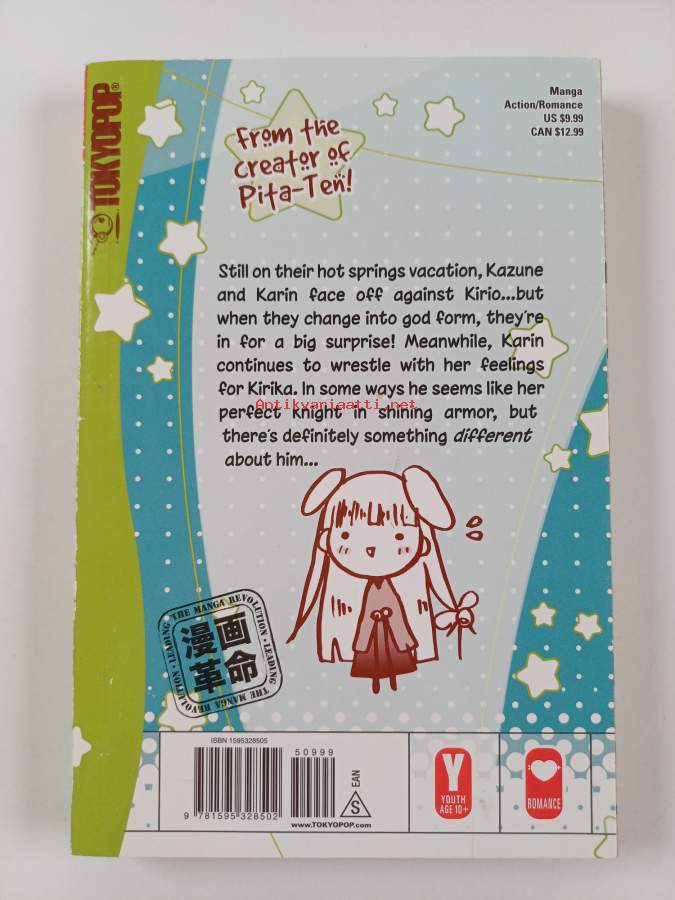 TOKYOPOP®
Manga
Action/Romance
US $9.99
CAN $12.99
From the
creator of
Pita-Ten!
Still on their hot springs vacation, Kazune
and Karin face off against Kirio...but
when they change into god form, they're
in for a big surprise! Meanwhile, Karin
continues to wrestle with her feelings
for Kirika. In some ways he seems like her
Antikvariaatti.net
perfect knight in shining armor, but
there's definitely something different
about him...
LEADING THE MANGA REVOLUTION • LEADING THE MANGA REVOLUTION •
漫画
革命
ISBN 1595328505
50999
9 781595 328502
EAN
S
www.TOKYOPOP.com
Y
YOUTH
AGE 10+
ROMANCE